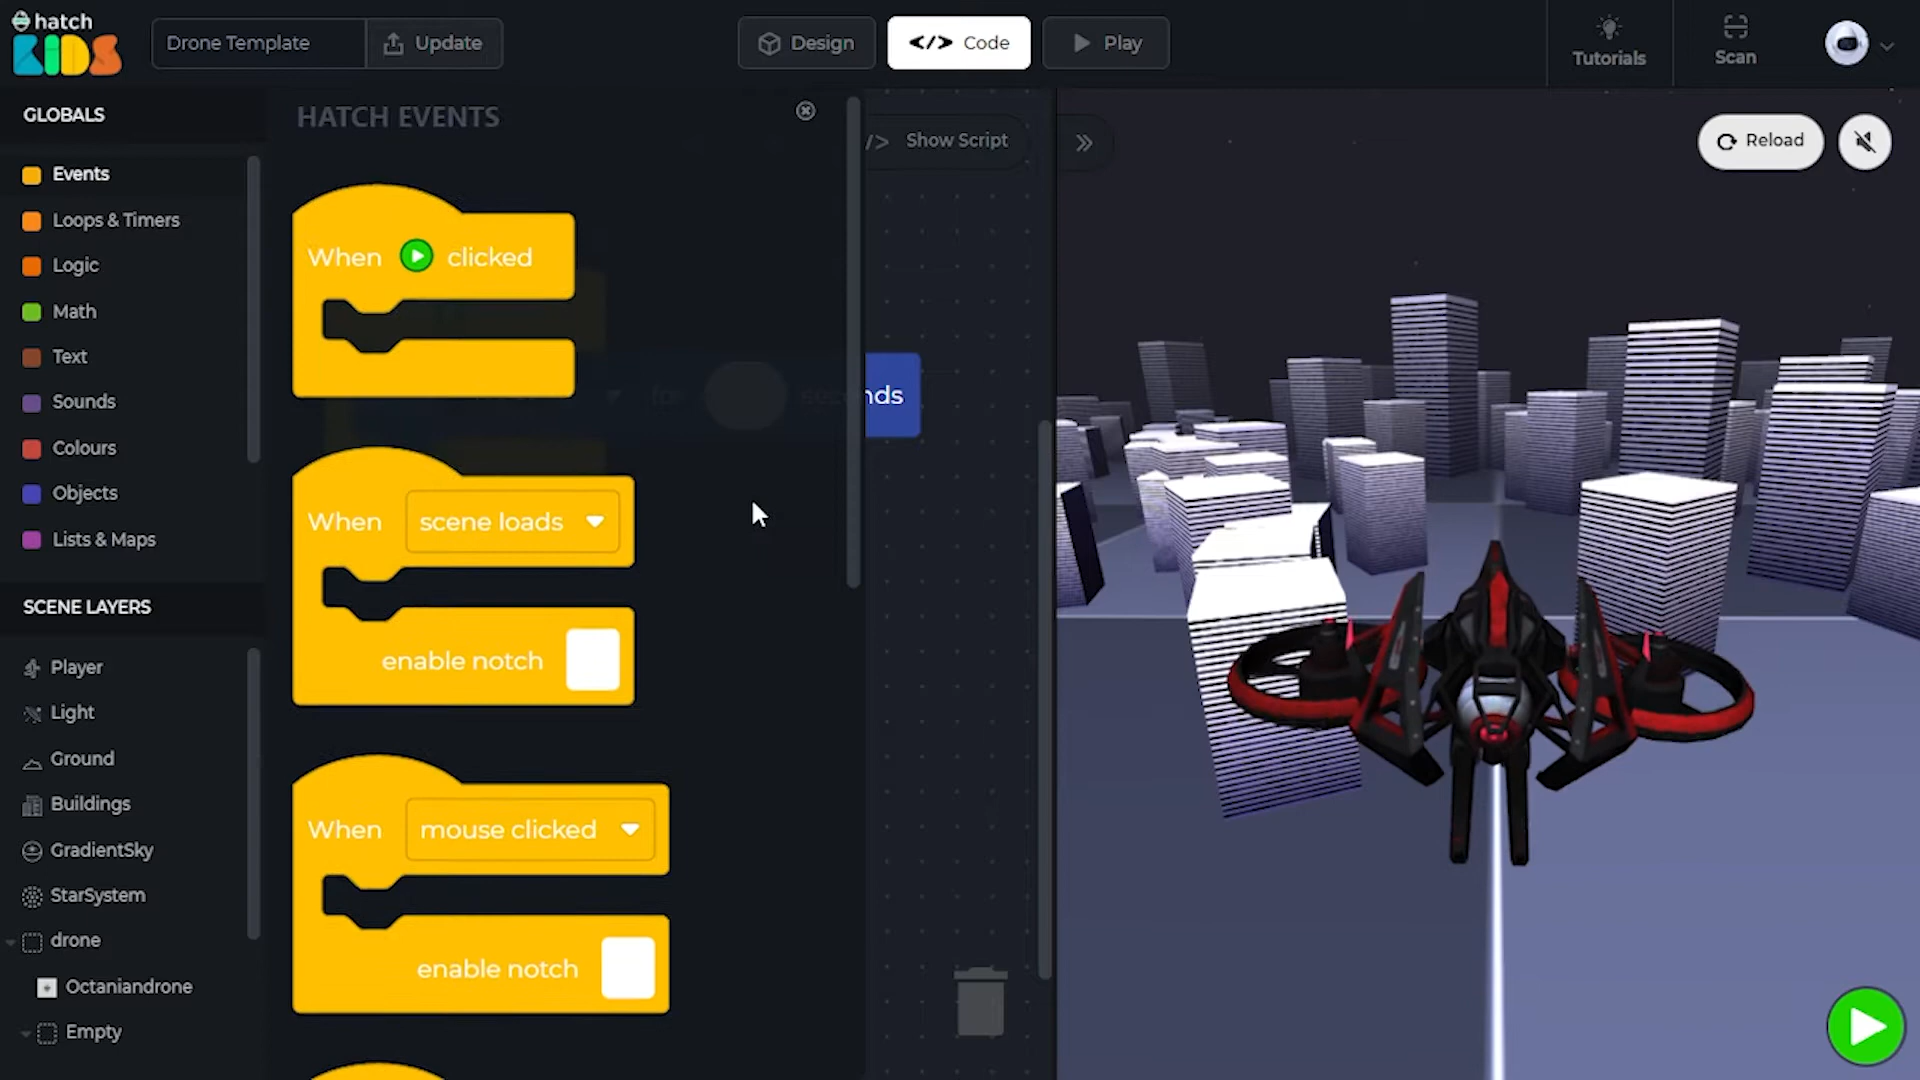 hatch
KIDS
Drone Template
Update
Design
</> Code
Play
Tutorials
Scan
GLOBALS
Events
Loops & Timers
Logic
Math
Text
Sounds
Colours
Objects
Lists & Maps
SCENE LAYERS
Player
Light
Ground
Buildings
GradientSky
StarSystem
drone
Octaniandrone
Empty
HATCH EVENTS
When clicked
When scene loads
enable notch
When mouse clicked
enable notch
/> Show Script
for seconds
Reload